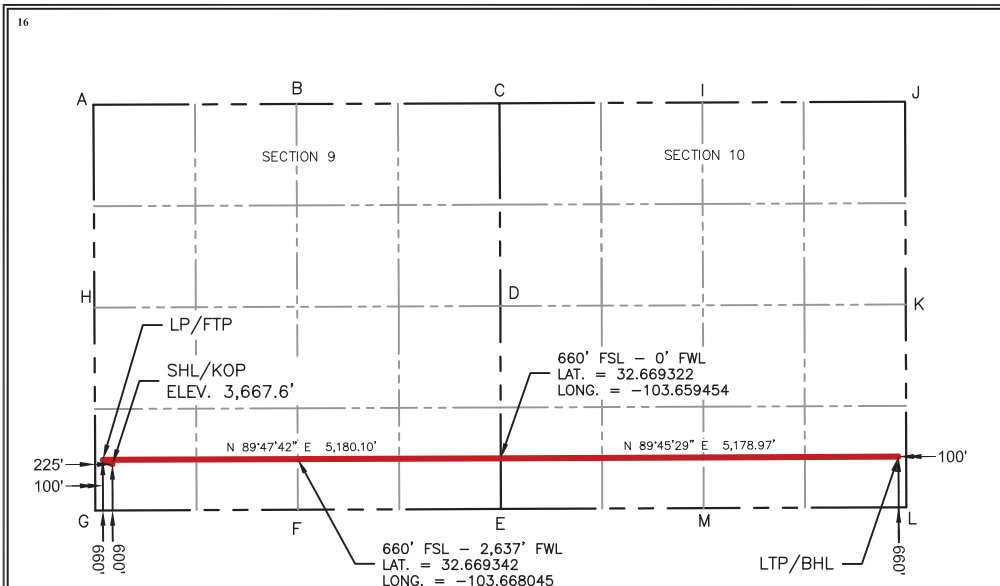 16
A
B
C
I
J
SECTION 9
SECTION 10
H
D
K
LP/FTP
SHL/KOP
ELEV. 3,667.6'
660' FSL - 0' FWL
LAT. = 32.669322
LONG. = -103.659454
N 89°47'42" E 5,180.10'
N 89°45'29" E 5,178.97'
225'
100'
100'
G
F
E
M
L
660'
600'
660'
660' FSL - 2,637' FWL
LAT. = 32.669342
LONG. = -103.668045
LTP/BHL